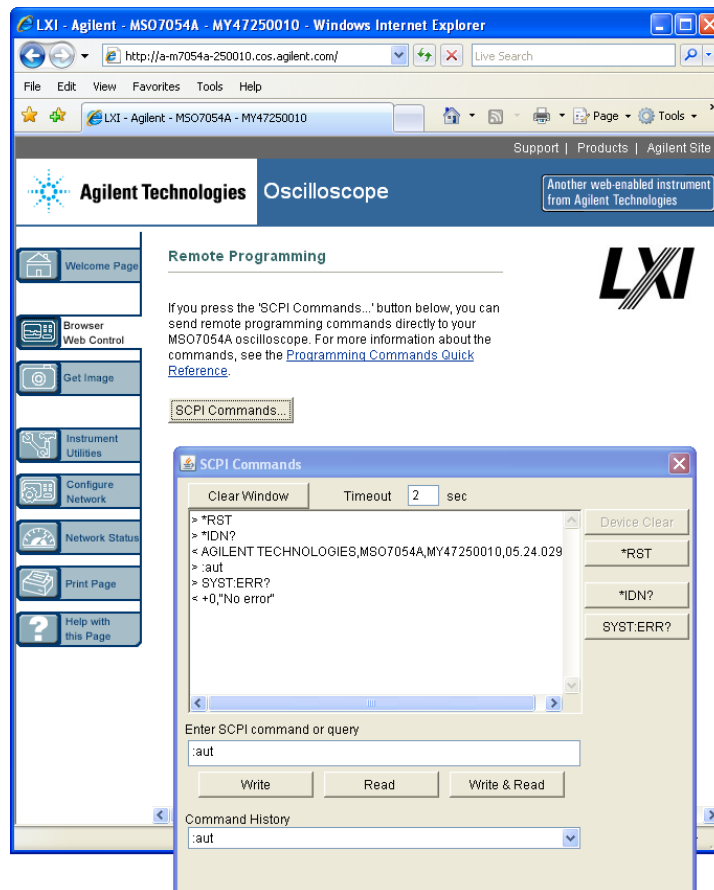 LXI - Agilent - MSO7054A - MY47250010 - Windows Internet Explorer
http://a-m7054a-250010.cos.agilent.com/
Live Search
File Edit View Favorites Tools Help
LXI - Agilent - MSO7054A - MY47250010
Page Tools
Support | Products | Agilent Site
Agilent Technologies
Oscilloscope
Another web-enabled instrument
from Agilent Technologies
Welcome Page
Browser
Web Control
Get Image
Instrument
Utilities
Configure
Network
Network Status
Print Page
Help with
this Page
Remote Programming
LXI
If you press the 'SCPI Commands...' button below, you can
send remote programming commands directly to your
MSO7054A oscilloscope. For more information about the
commands, see the Programming Commands Quick
Reference.
SCPI Commands...
SCPI Commands
Clear Window
Timeout 2 sec
> *RST
> *IDN?
< AGILENT TECHNOLOGIES,MSO7054A,MY47250010,05.24.029
> :aut
> SYST:ERR?
< +0,"No error"
Device Clear
*RST
*IDN?
SYST:ERR?
Enter SCPI command or query
:aut
Write
Read
Write & Read
Command History
:aut